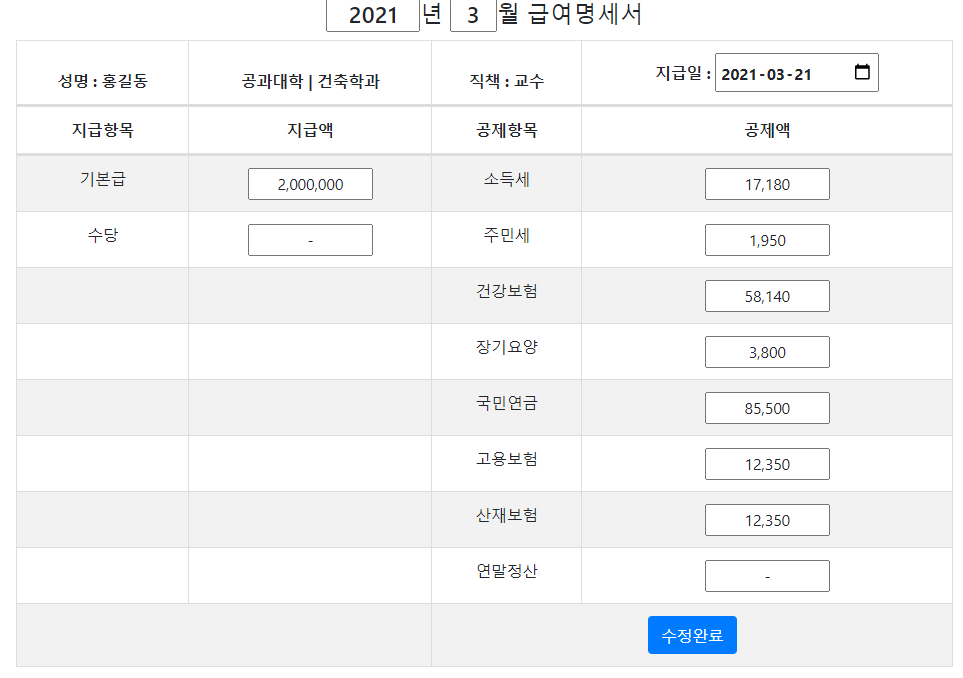 2021 년 3 월 급여명세서
성명 : 홍길동 공과대학 | 건축학과 직책 : 교수 지급일 : 2021-03-21
지급항목 지급액 공제항목 공제액
기본급 2,000,000 소득세 17,180
수당 - 주민세 1,950
건강보험 58,140
장기요양 3,800
국민연금 85,500
고용보험 12,350
산재보험 12,350
연말정산 -
수정완료